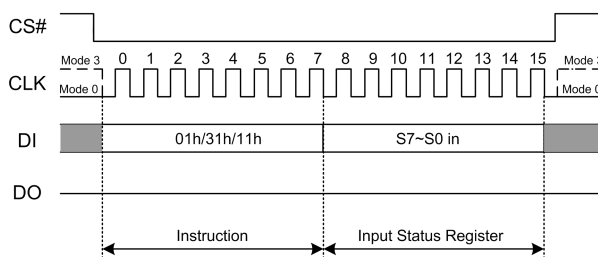 CS#
Mode 3 0 1 2 3 4 5 6 7 8 9 10 11 12 13 14 15 Mode 3
CLK
Mode 0 Mode 0
DI 01h/31h/11h S7~S0 in
DO
Instruction Input Status Register